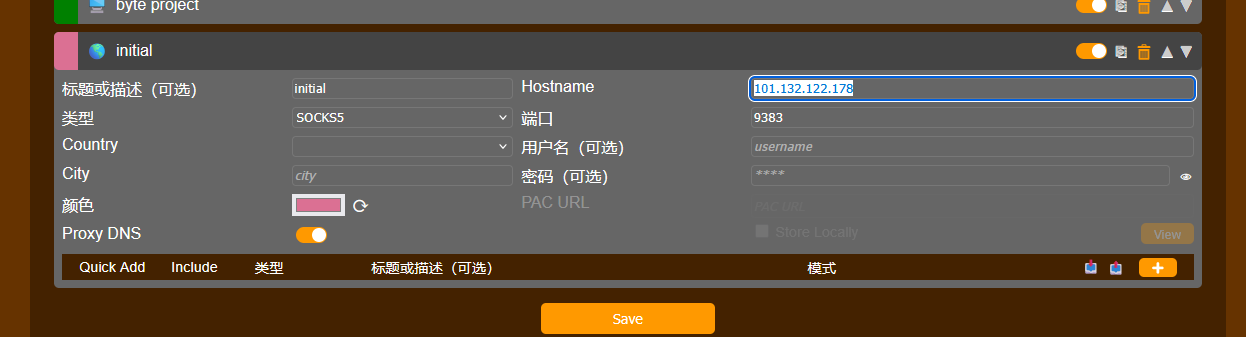 byte project
initial
标题或描述（可选） initial Hostname 101.132.122.178
类型 SOCKS5 端口 9383
Country 用户名（可选） username
City city 密码（可选） ****
颜色 PAC URL PAC URL
Proxy DNS Store Locally View
Quick Add Include 类型 标题或描述（可选） 模式
Save